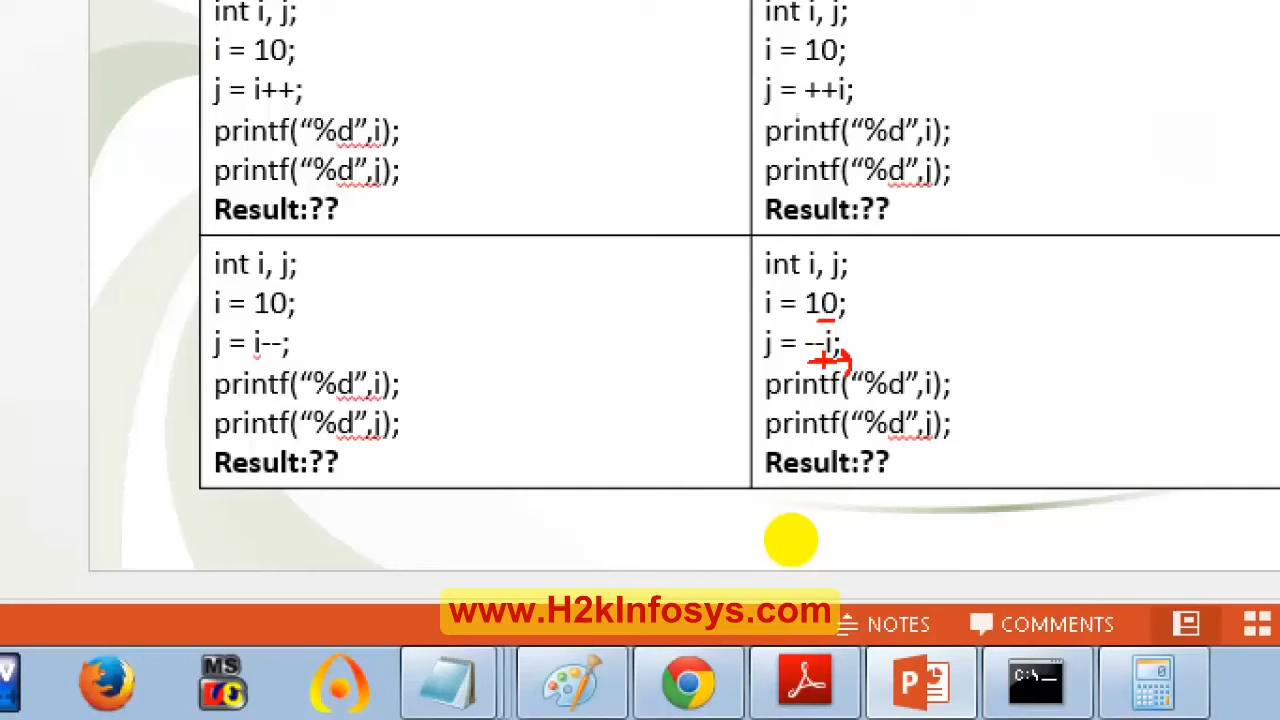 int i, j;
i = 10;
j = i++;
printf(“%d”,i);
printf(“%d”,j);
Result:??
int i, j;
i = 10;
j = ++i;
printf(“%d”,i);
printf(“%d”,j);
Result:??
int i, j;
i = 10;
j = i--;
printf(“%d”,i);
printf(“%d”,j);
Result:??
int i, j;
i = 10;
j = --i;
printf(“%d”,i);
printf(“%d”,j);
Result:??
www.H2kInfosys.com
NOTES
COMMENTS
MS
C:\_